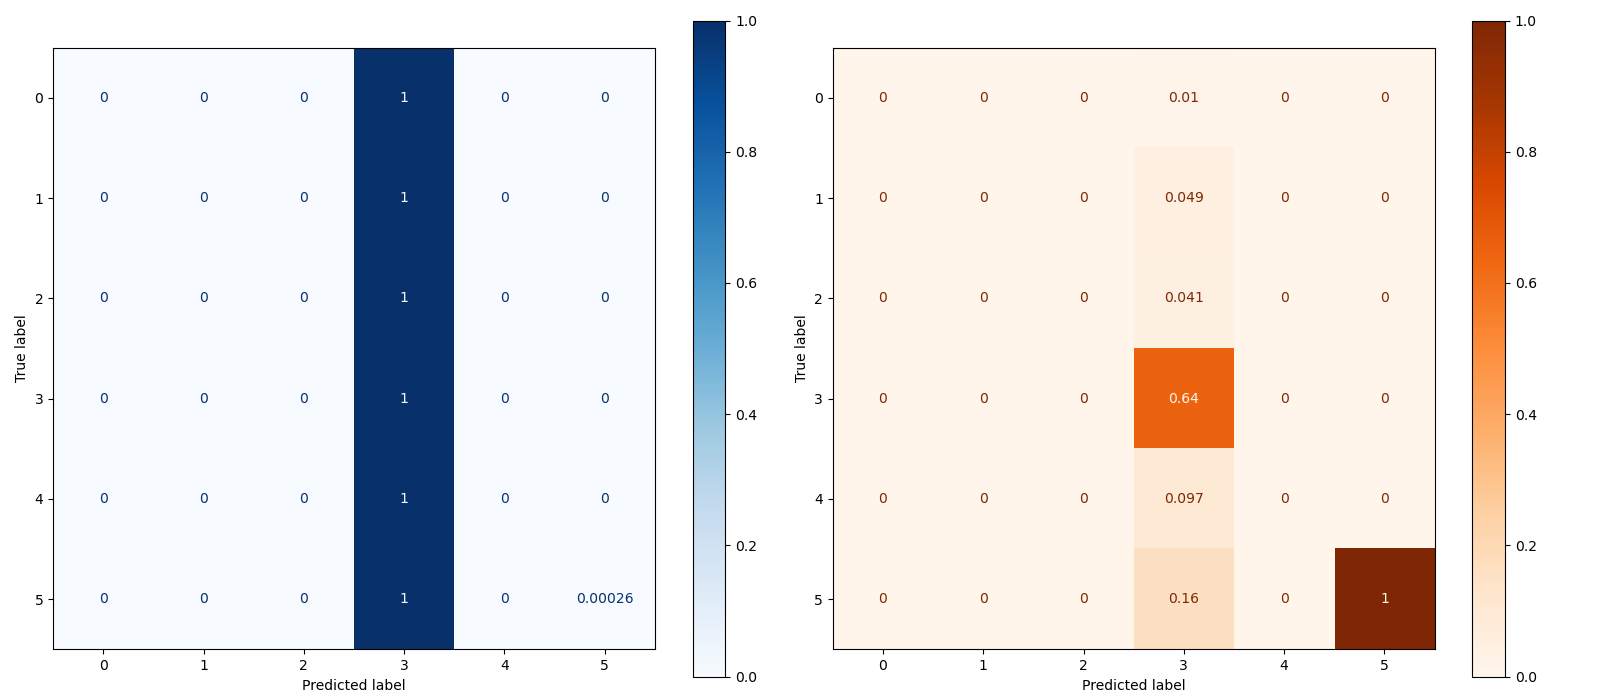 0 0 0 0 1 0 0
1 0 0 0 1 0 0
2 0 0 0 1 0 0
3 0 0 0 1 0 0
4 0 0 0 1 0 0
5 0 0 0 1 0 0.00026
0 1 2 3 4 5
True label
Predicted label
1.0
0.8
0.6
0.4
0.2
0.0
0 0 0 0 0.01 0 0
1 0 0 0 0.049 0 0
2 0 0 0 0.041 0 0
3 0 0 0 0.64 0 0
4 0 0 0 0.097 0 0
5 0 0 0 0.16 0 1
0 1 2 3 4 5
True label
Predicted label
1.0
0.8
0.6
0.4
0.2
0.0